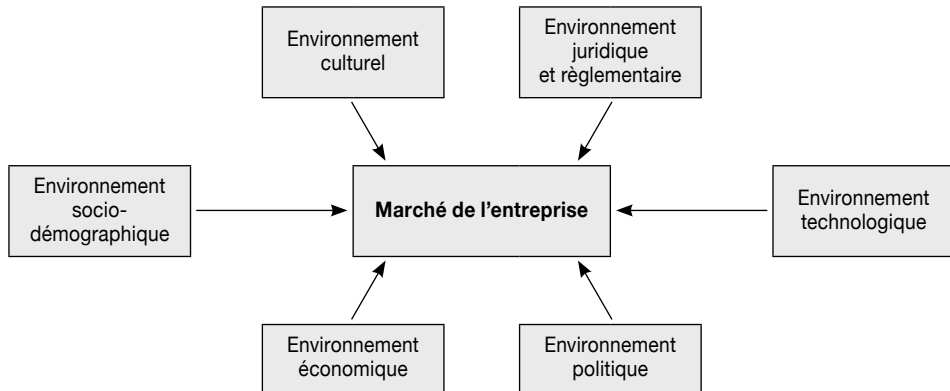 Environnement
culturel
Environnement
juridique
et règlementaire
Environnement
socio-
démographique
Marché de l'entreprise
Environnement
technologique
Environnement
économique
Environnement
politique